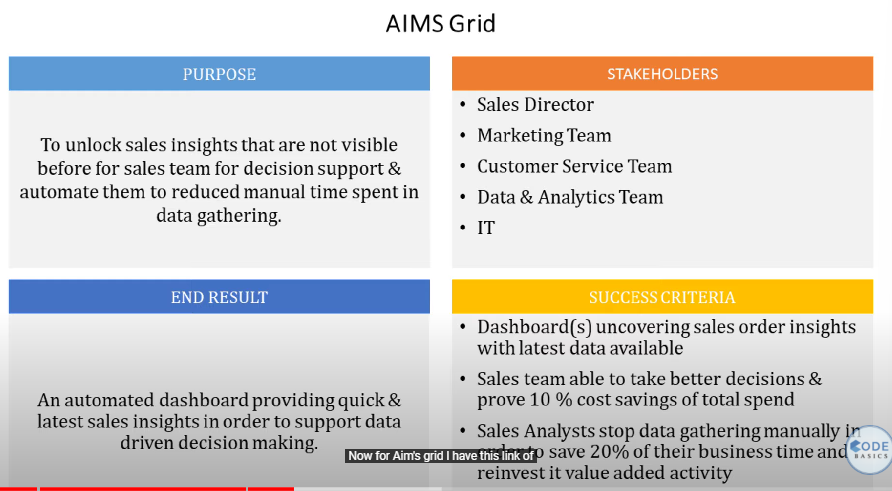 AIMS Grid
PURPOSE
To unlock sales insights that are not visible
before for sales team for decision support &
automate them to reduced manual time spent in
data gathering.
STAKEHOLDERS
• Sales Director
• Marketing Team
• Customer Service Team
• Data & Analytics Team
• IT
END RESULT
An automated dashboard providing quick &
latest sales insights in order to support data
driven decision making.
SUCCESS CRITERIA
• Dashboard(s) uncovering sales order insights
with latest data available
• Sales team able to take better decisions &
prove 10 % cost savings of total spend
• Sales Analysts stop data gathering manually in
to save 20% of their business time and
reinvest it value added activity
Now for Aim's grid I have this link of
CODE
BASICS